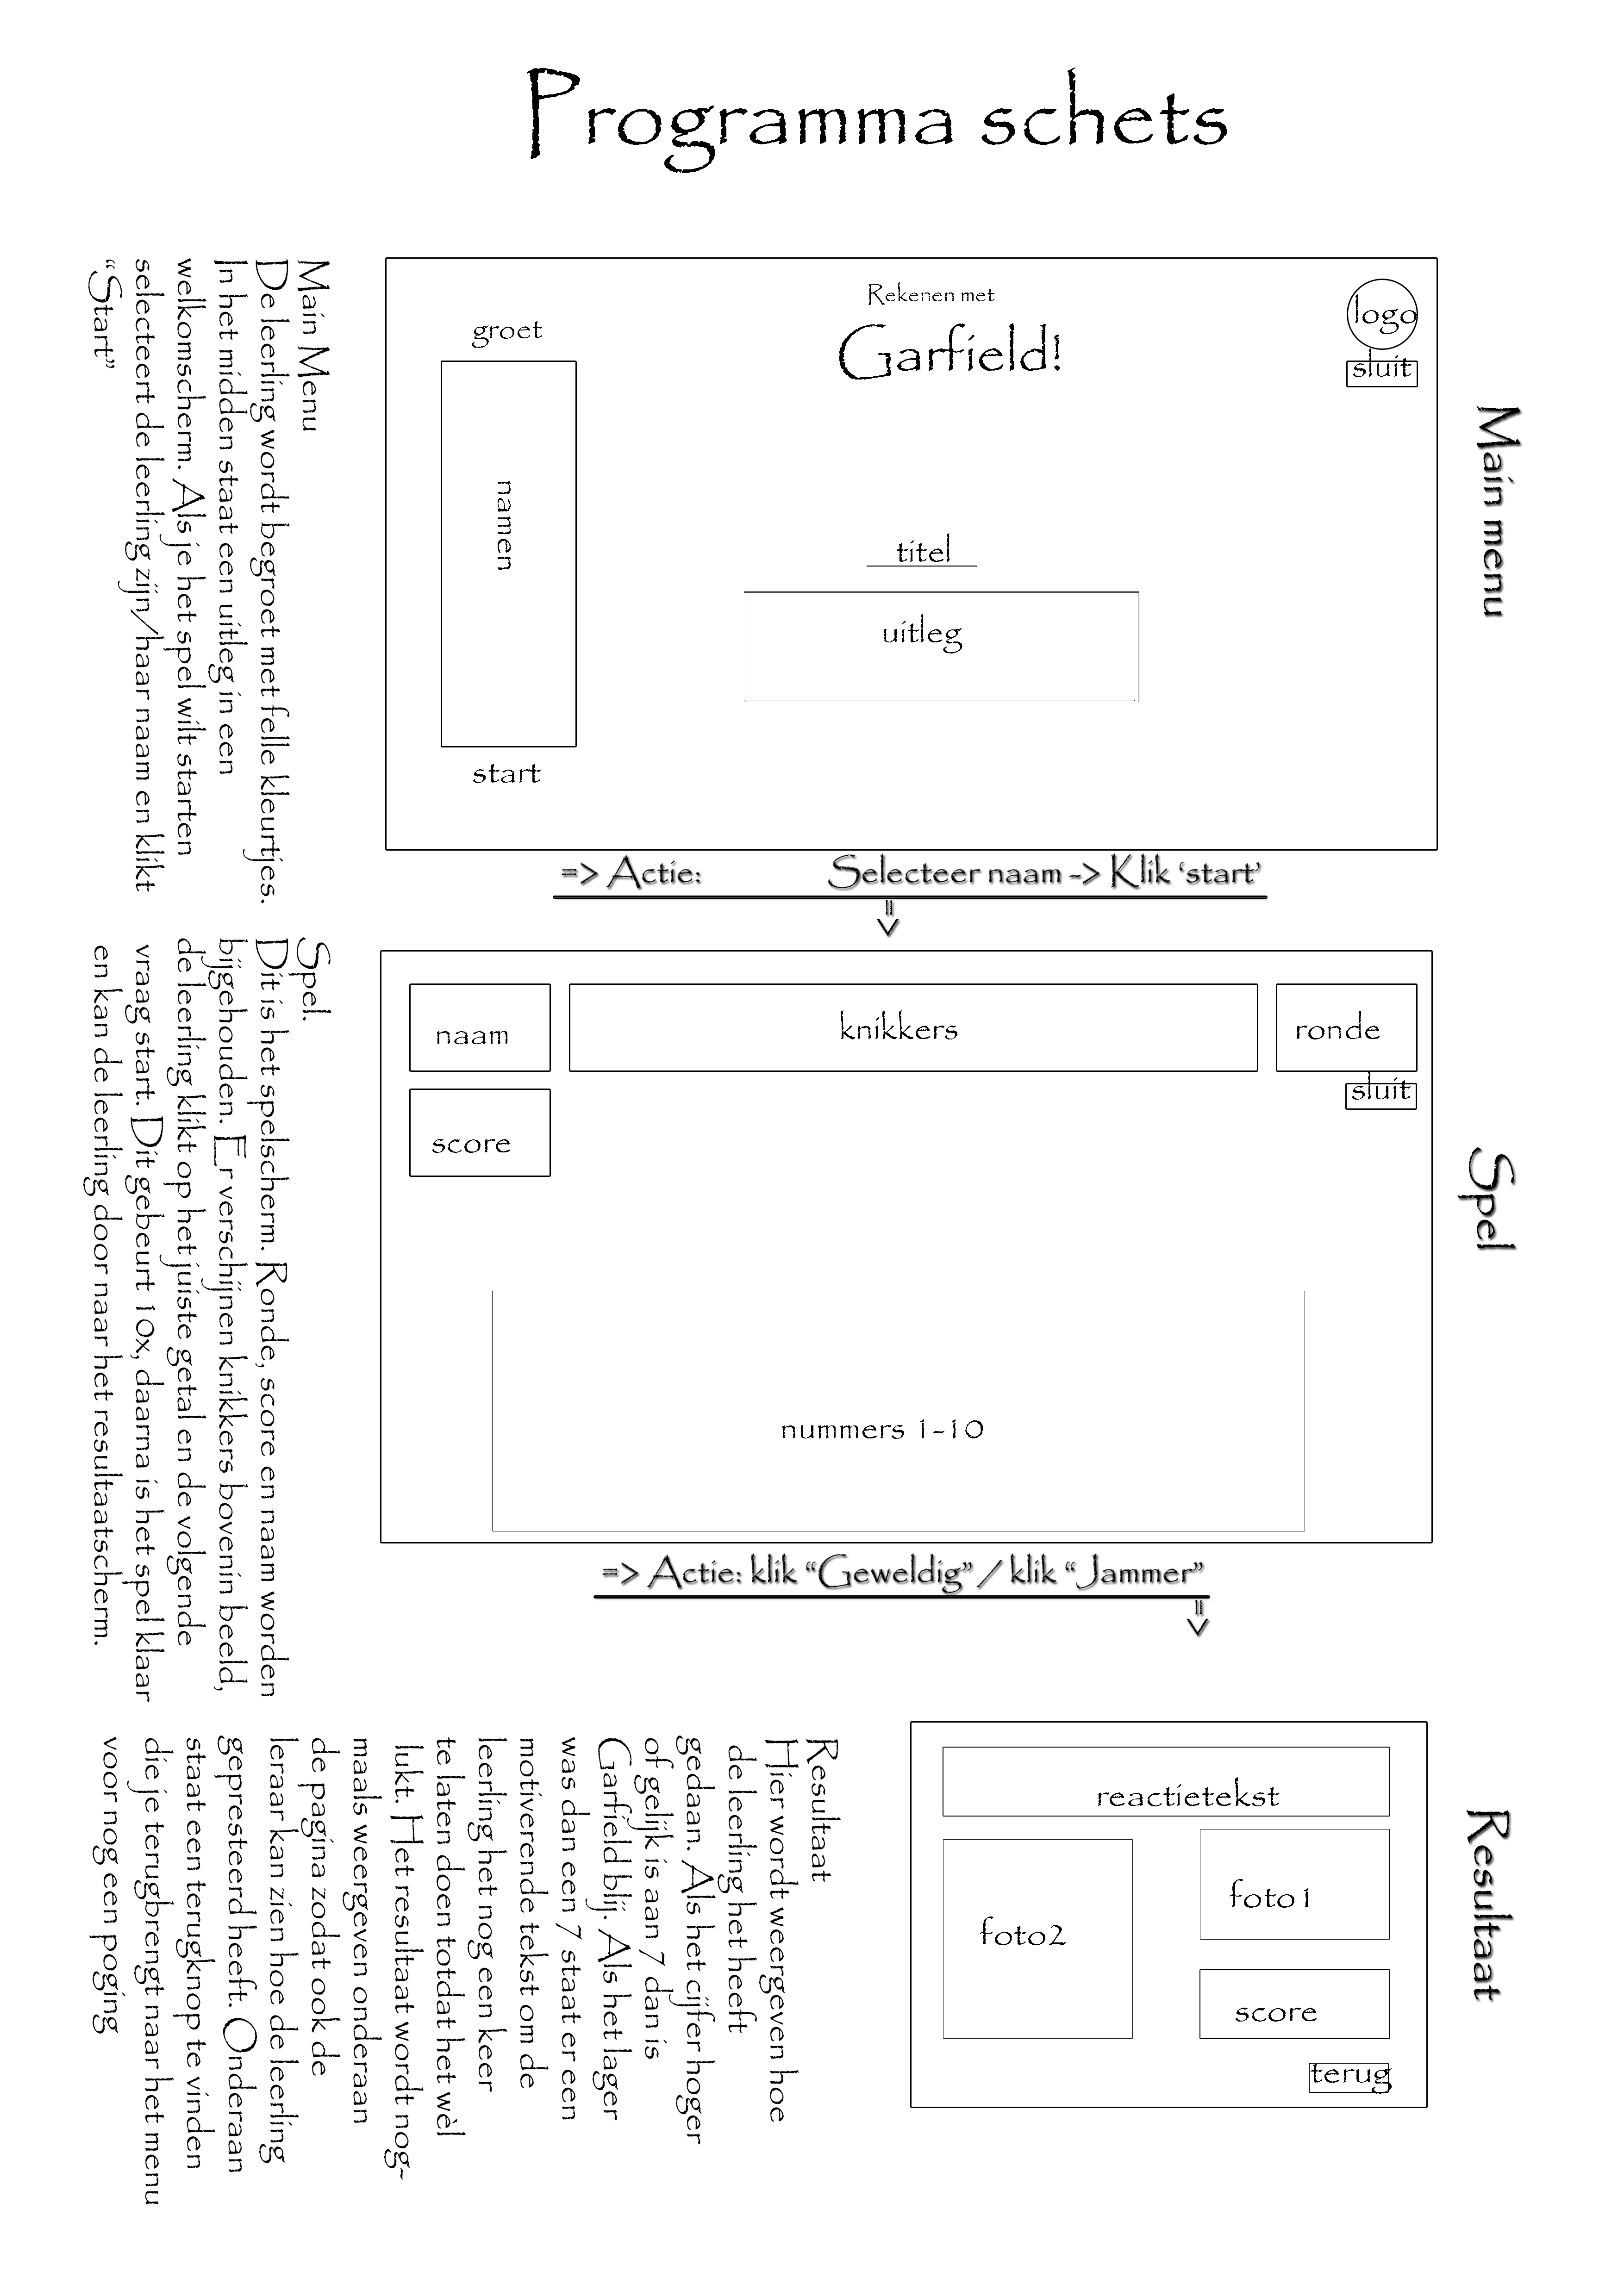 Programma schets
Main menu
Rekenen met
Garfield!
logo
sluit
groet
namen
titel
uitleg
start
Main Menu
De leerling wordt begroet met felle kleurtjes.
In het midden staat een uitleg in een
welkomscherm. Als je het spel wilt starten
selecteert de leerling zijn/haar naam en klikt
“Start”
=> Actie: Selecteer naam -> Klik ‘start’
=>
Spel
naam
knikkers
ronde
sluit
score
nummers 1-10
Spel.
Dit is het spelscherm. Ronde, score en naam worden
bijgehouden. Er verschijnen knikkers bovenin beeld,
de leerling klikt op het juiste getal en de volgende
vraag start. Dit gebeurt 10x, daarna is het spel klaar
en kan de leerling door naar het resultaatscherm.
=> Actie: klik “Geweldig” / klik “Jammer”
=>
Resultaat
reactietekst
foto1
foto2
score
terug
Resultaat
Hier wordt weergeven hoe
de leerling het heeft
gedaan. Als het cijfer hoger
of gelijk is aan 7 dan is
Garfield blij. Als het lager
was dan een 7 staat er een
motiverende tekst om de
leerling het nog een keer
te laten doen totdat het wèl
lukt. Het resultaat wordt nog-
maals weergeven onderaan
de pagina zodat ook de
leraar kan zien hoe de leerling
gepresteerd heeft. Onderaan
staat een terugknop te vinden
die je terugbrengt naar het menu
voor nog een poging